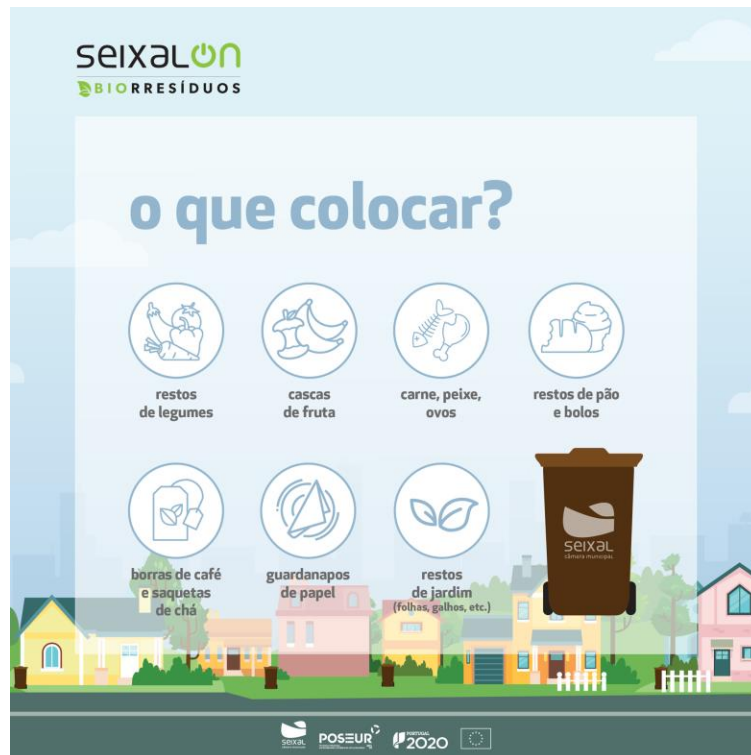 seixalon
BIORRESÍDUOS
o que colocar?
restos
de legumes
cascas
de fruta
carne, peixe,
ovos
restos de pão
e bolos
borras de café
e saquetas
de chá
guardanapos
de papel
restos
de jardim
(folhas, galhos, etc.)
seixal
câmara municipal
seixal
POSEUR
PORTUGAL
2020